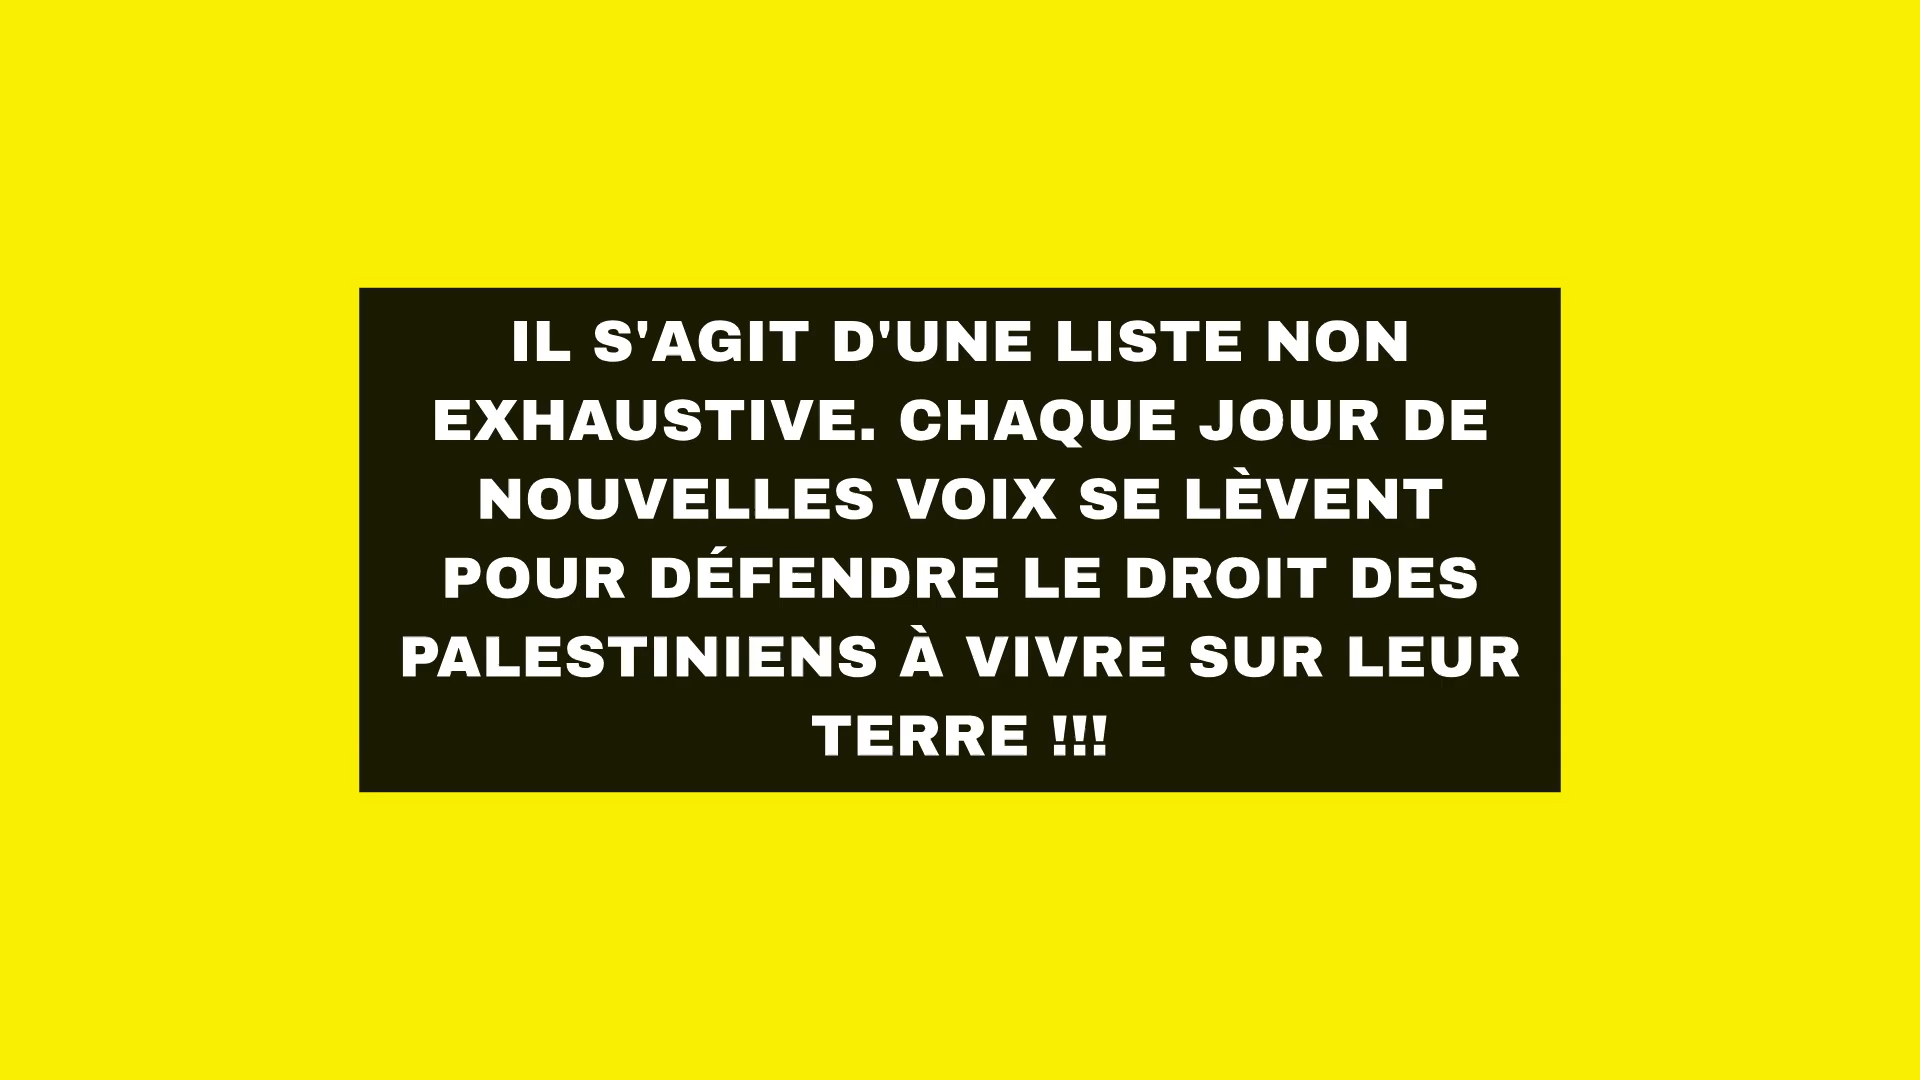 IL S'AGIT D'UNE LISTE NON
EXHAUSTIVE. CHAQUE JOUR DE
NOUVELLES VOIX SE LÈVENT
POUR DÉFENDRE LE DROIT DES
PALESTINIENS À VIVRE SUR LEUR
TERRE !!!